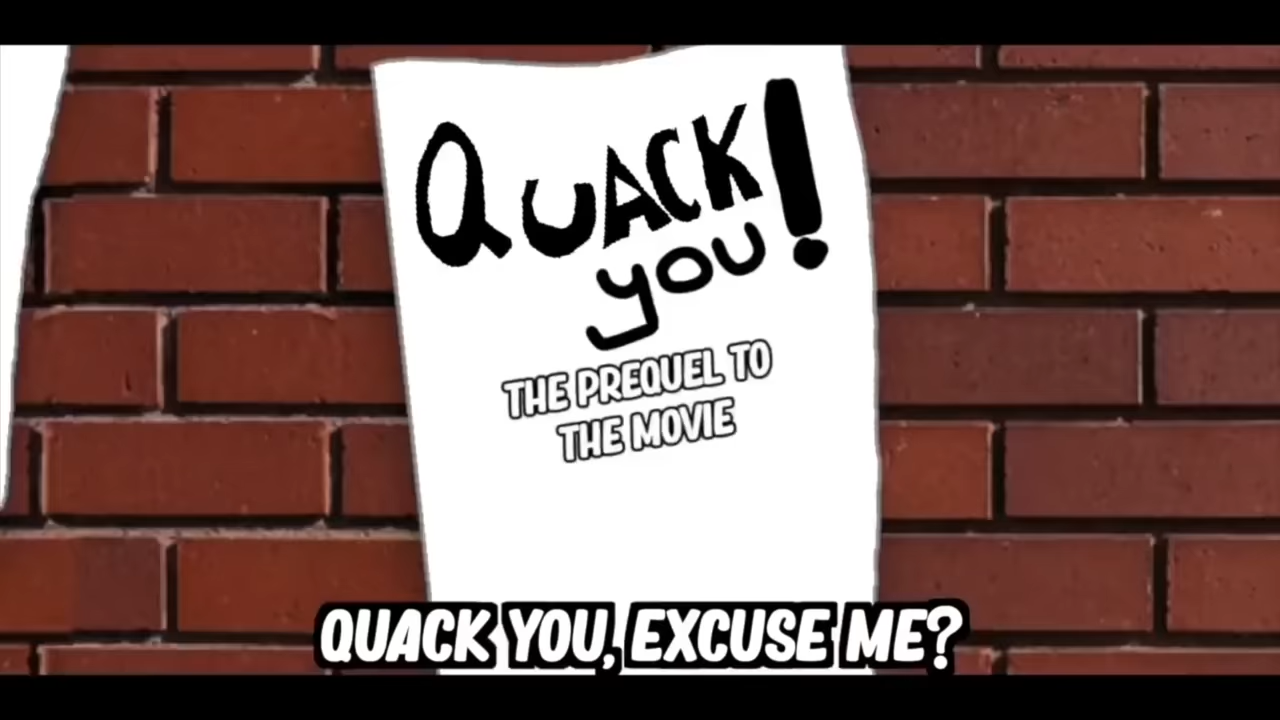 QUACK
you!
THE PREQUEL TO
THE MOVIE
QUACK YOU, EXCUSE ME?